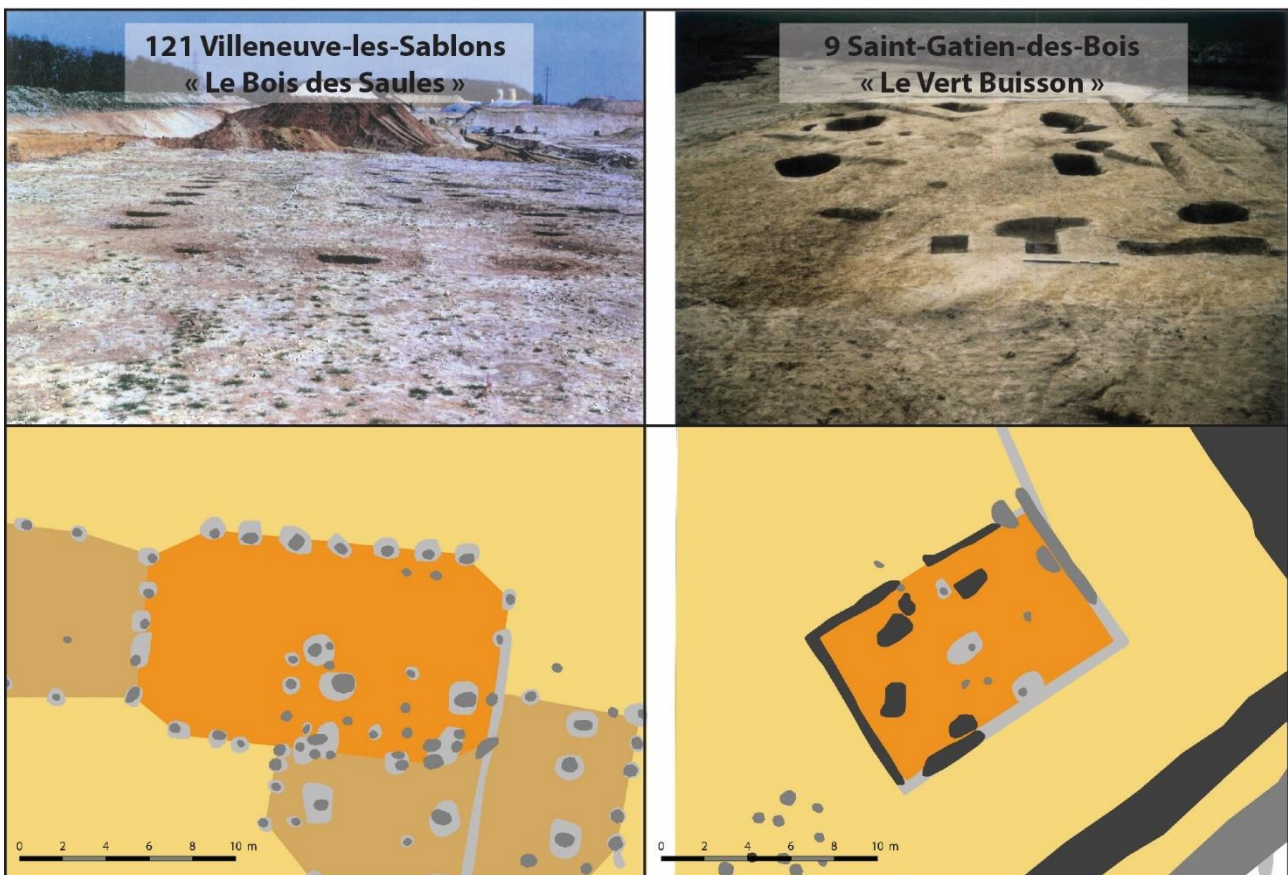 121 Villeneuve-les-Sablons
« Le Bois des Saules »
9 Saint-Gatien-des-Bois
« Le Vert Buisson »
0 2 4 6 8 10 m
0 2 4 6 8 10 m